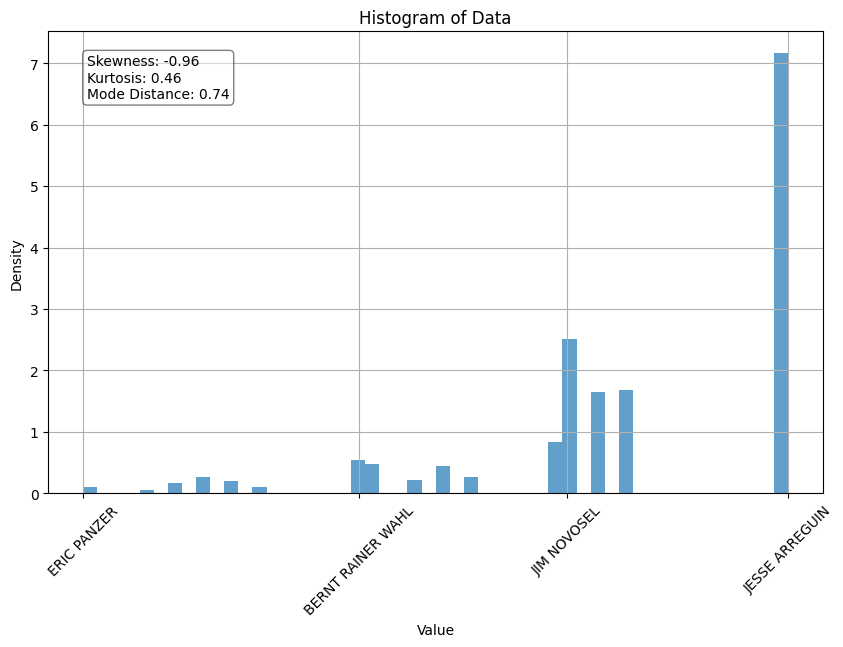 Histogram of Data
Skewness: -0.96
Kurtosis: 0.46
Mode Distance: 0.74
Density
7
6
5
4
3
2
1
0
ERIC PANZER
BERNT RAINER WAHL
JIM NOVOSEL
JESSE ARREGUIN
Value